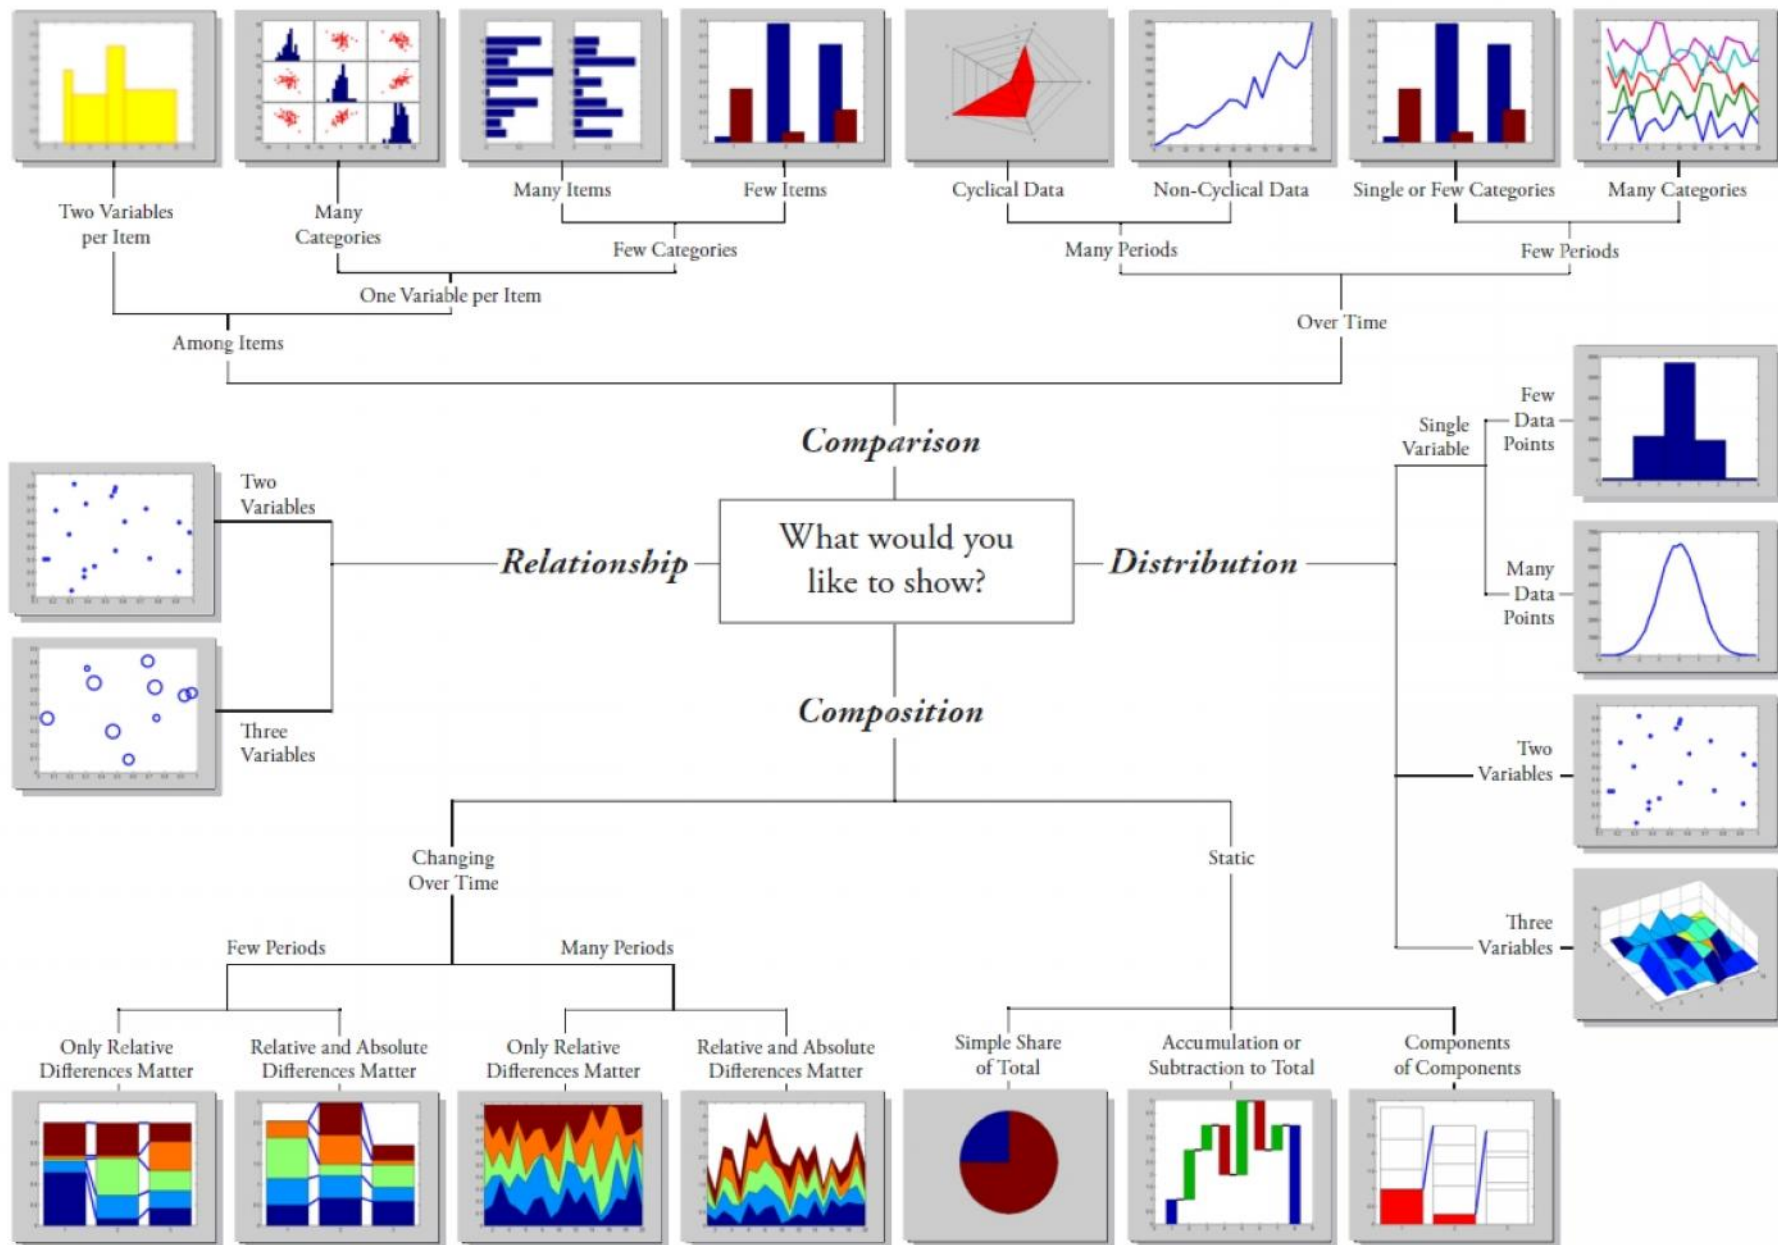 Many Items
Few Items
Cyclical Data
Non-Cyclical Data
Single or Few Categories
Many Categories
Two Variables
per Item
Many
Categories
Few Categories
Many Periods
Few Periods
One Variable per Item
Among Items
Over Time
Comparison
Single
Variable
Few
Data
Points
Two
Variables
What would you
like to show?
Relationship
Distribution
Many
Data
Points
Three
Variables
Composition
Two
Variables
Changing
Over Time
Static
Three
Variables
Few Periods
Many Periods
Only Relative
Differences Matter
Relative and Absolute
Differences Matter
Only Relative
Differences Matter
Relative and Absolute
Differences Matter
Simple Share
of Total
Accumulation or
Subtraction to Total
Components
of Components